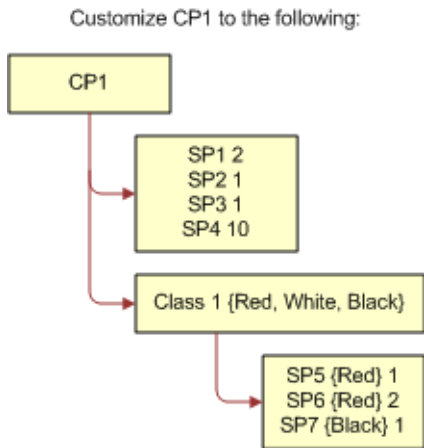 Customize CP1 to the following:
CP1
SP1 2
SP2 1
SP3 1
SP4 10
Class 1 {Red, White, Black}
SP5 {Red} 1
SP6 {Red} 2
SP7 {Black} 1